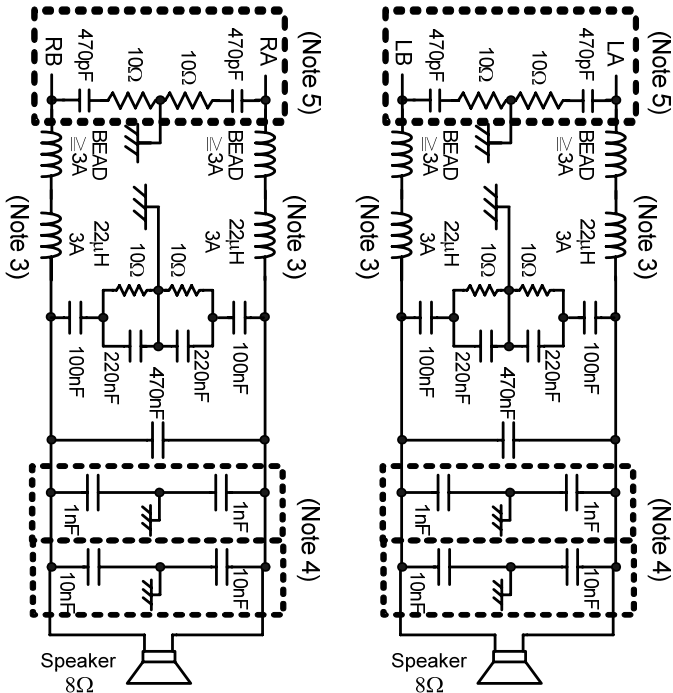 (Note 5)
(Note 5)
RB
RA
LB
LA
470pF
10Ω
10Ω
470pF
470pF
10Ω
10Ω
470pF
BEAD
≧3A
BEAD
≧3A
BEAD
≧3A
BEAD
≧3A
(Note 3)
22μH
3A
22μH
3A
(Note 3)
(Note 3)
22μH
3A
22μH
3A
(Note 3)
10Ω
10Ω
10Ω
10Ω
100nF
220nF
220nF
100nF
100nF
220nF
220nF
100nF
470nF
470nF
(Note 4)
(Note 4)
1nF
1nF
1nF
1nF
10nF
10nF
10nF
10nF
Speaker
8Ω
Speaker
8Ω